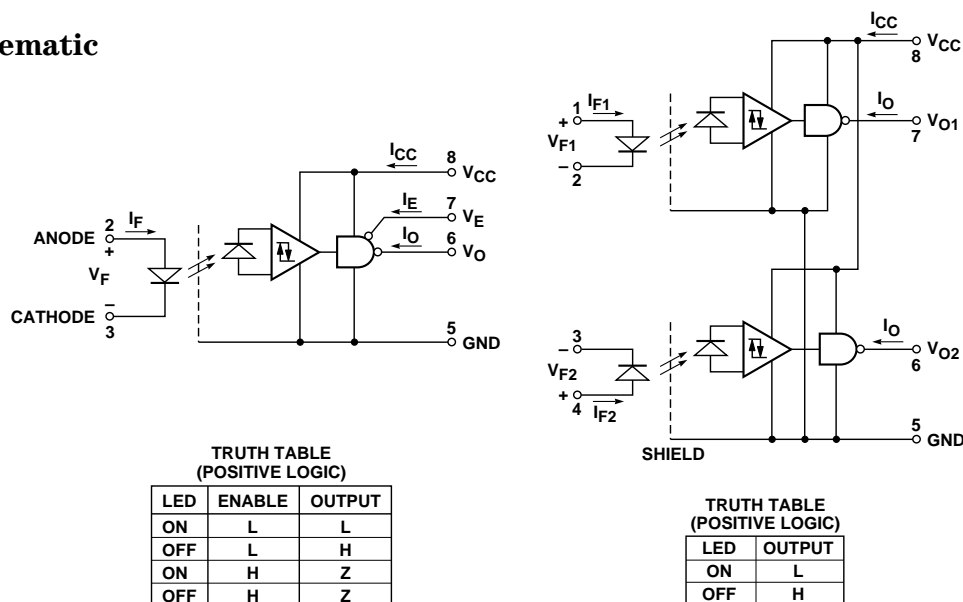 ematic
ICC
8
VCC
IE
7
VE
IO
6
VO
2
IF
ANODE
+
VF
–
CATHODE
3
5
GND
TRUTH TABLE
(POSITIVE LOGIC)
LED ENABLE OUTPUT
ON L L
OFF L H
ON H Z
OFF H Z
ICC
VCC
8
1
IF1
+
VF1
–
2
IO
VO1
7
3
–
VF2
+
4
IF2
IO
VO2
6
5
GND
SHIELD
TRUTH TABLE
(POSITIVE LOGIC)
LED OUTPUT
ON L
OFF H